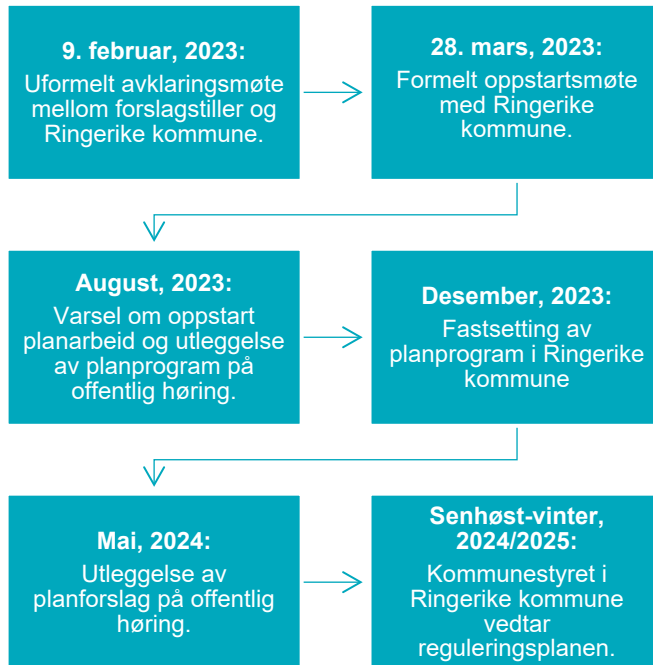 9. februar, 2023:
Uformelt avklaringsmøte
mellom forslagstiller og
Ringerike kommune.
28. mars, 2023:
Formelt oppstartsmøte
med Ringerike
kommune.
August, 2023:
Varsel om oppstart
planarbeid og utleggelse
av planprogram på
offentlig høring.
Desember, 2023:
Fastsetting av
planprogram i Ringerike
kommune
Mai, 2024:
Utleggelse av
planforslag på offentlig
høring.
Senhøst-vinter,
2024/2025:
Kommunestyret i
Ringerike kommune
vedtar
reguleringsplanen.